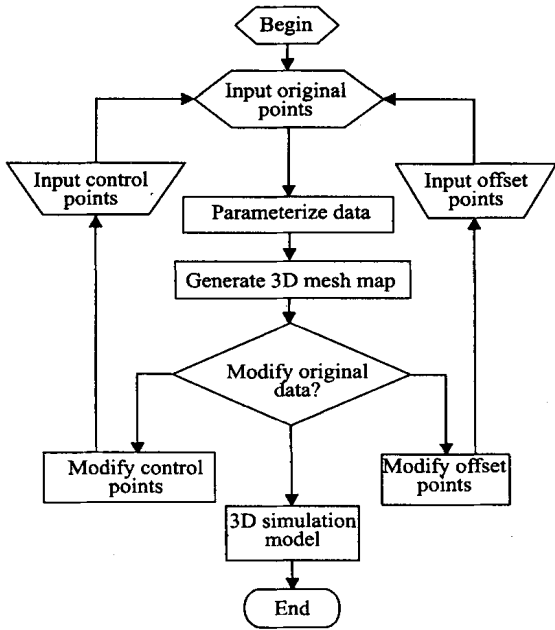 Begin
Input original
points
Input control
points
Input offset
points
Parameterize data
Generate 3D mesh map
Modify original
data?
Modify control
points
Modify offset
points
3D simulation
model
End